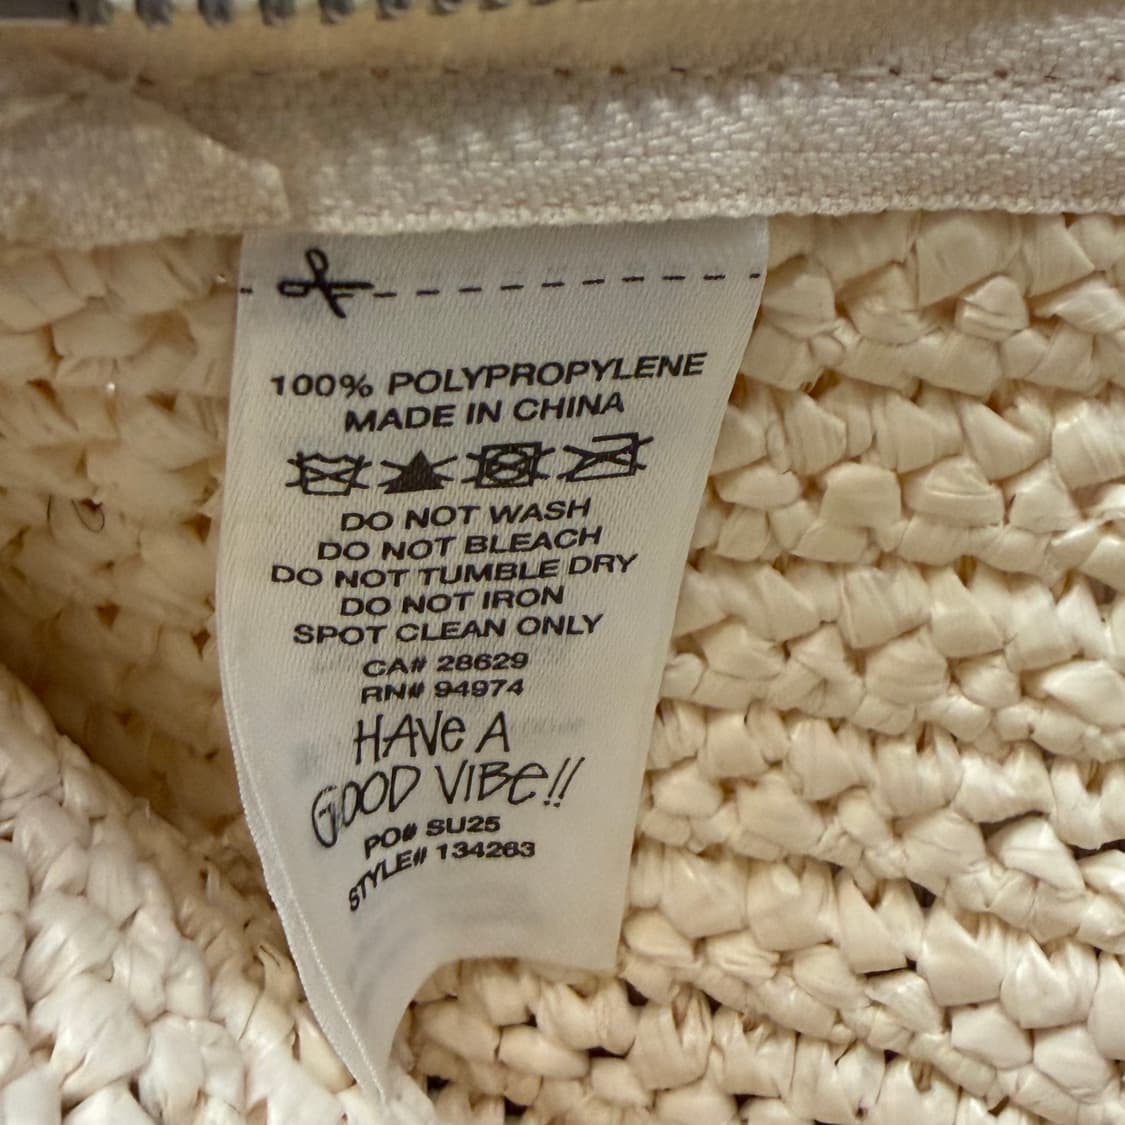 100% POLYPROPYLENE
MADE IN CHINA
DO NOT WASH
DO NOT BLEACH
DO NOT TUMBLE DRY
DO NOT IRON
SPOT CLEAN ONLY
CA# 28629
RN# 94974
HAVE A
GOOD VIBE!!
PO# SU25
STYLE# 134263